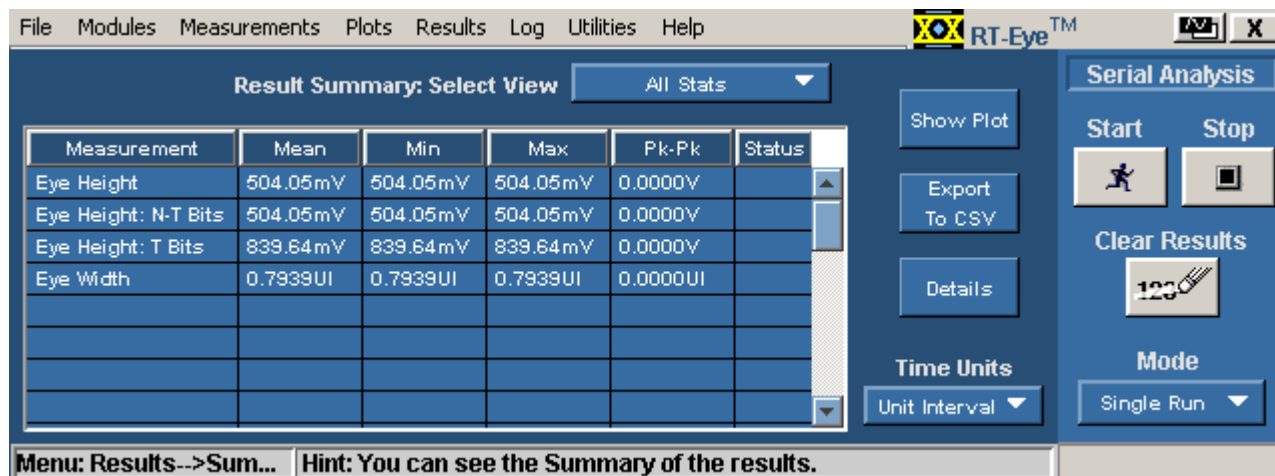 File Modules Measurements Plots Results Log Utilities Help
RT-Eye™ X
Result Summary: Select View All Stats
Measurement Mean Min Max Pk-Pk Status
Eye Height 504.05mV 504.05mV 504.05mV 0.0000V
Eye Height: N-T Bits 504.05mV 504.05mV 504.05mV 0.0000V
Eye Height: T Bits 839.64mV 839.64mV 839.64mV 0.0000V
Eye Width 0.7939UI 0.7939UI 0.7939UI 0.0000UI
Show Plot
Export
To CSV
Details
Time Units
Unit Interval
Serial Analysis
Start Stop
Clear Results
123
Mode
Single Run
Menu: Results-->Sum... Hint: You can see the Summary of the results.